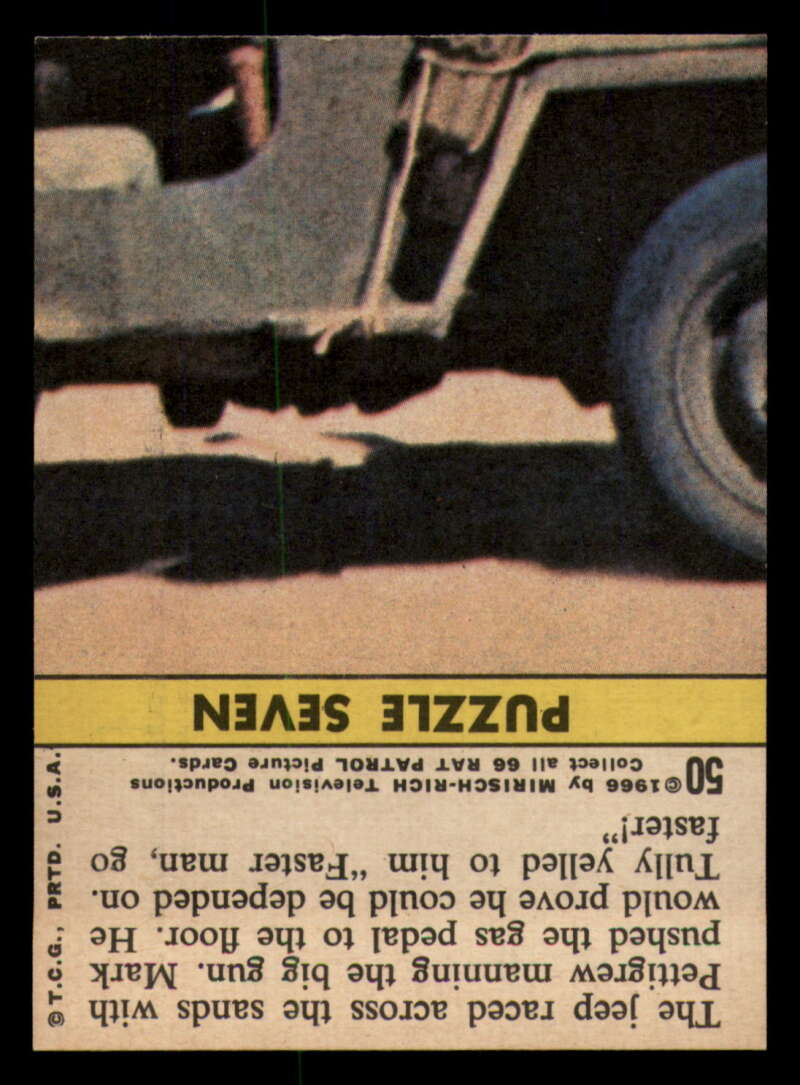 The jeep raced across the sands with
Pettigrew manning the big gun. Mark
pushed the gas pedal to the floor. He
would prove he could be depended on.
Tully yelled to him “Faster man, go
faster!”
50 ©1966 by MIRISCH-RICH Television Productions
Collect all 66 RAT PATROL Picture Cards.
PUZZLE SEVEN
© T.C.G., PRTD. U.S.A.